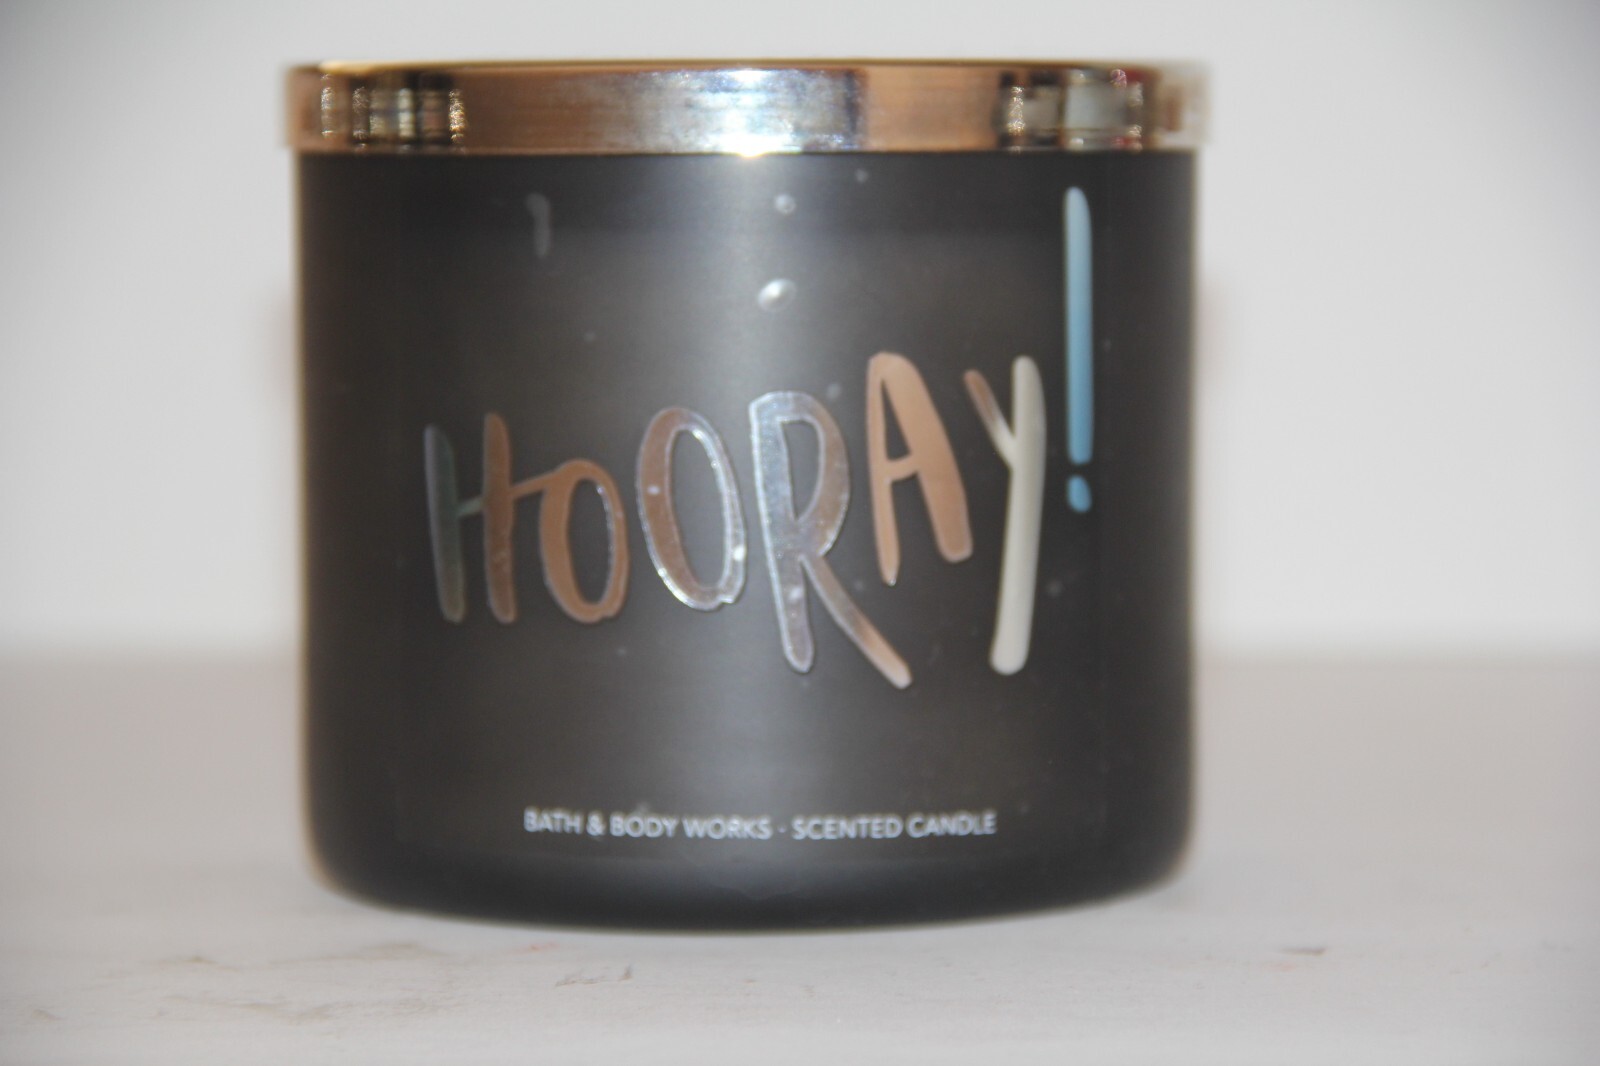 HOORAY!
BATH & BODY WORKS · SCENTED CANDLE